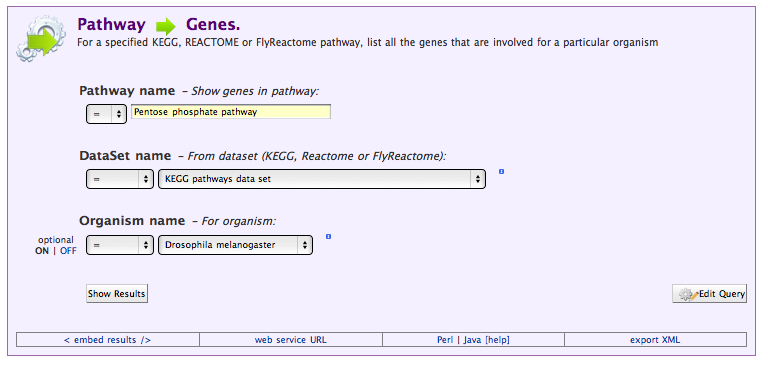 Pathway Genes.
For a specified KEGG, REACTOME or FlyReactome pathway, list all the genes that are involved for a particular organism
Pathway name – Show genes in pathway:
= Pentose phosphate pathway
DataSet name – From dataset (KEGG, Reactome or FlyReactome):
= KEGG pathways data set
Organism name – For organism:
optional
ON | OFF = Drosophila melanogaster
Show Results Edit Query
< embed results /> web service URL Perl | Java [help] export XML